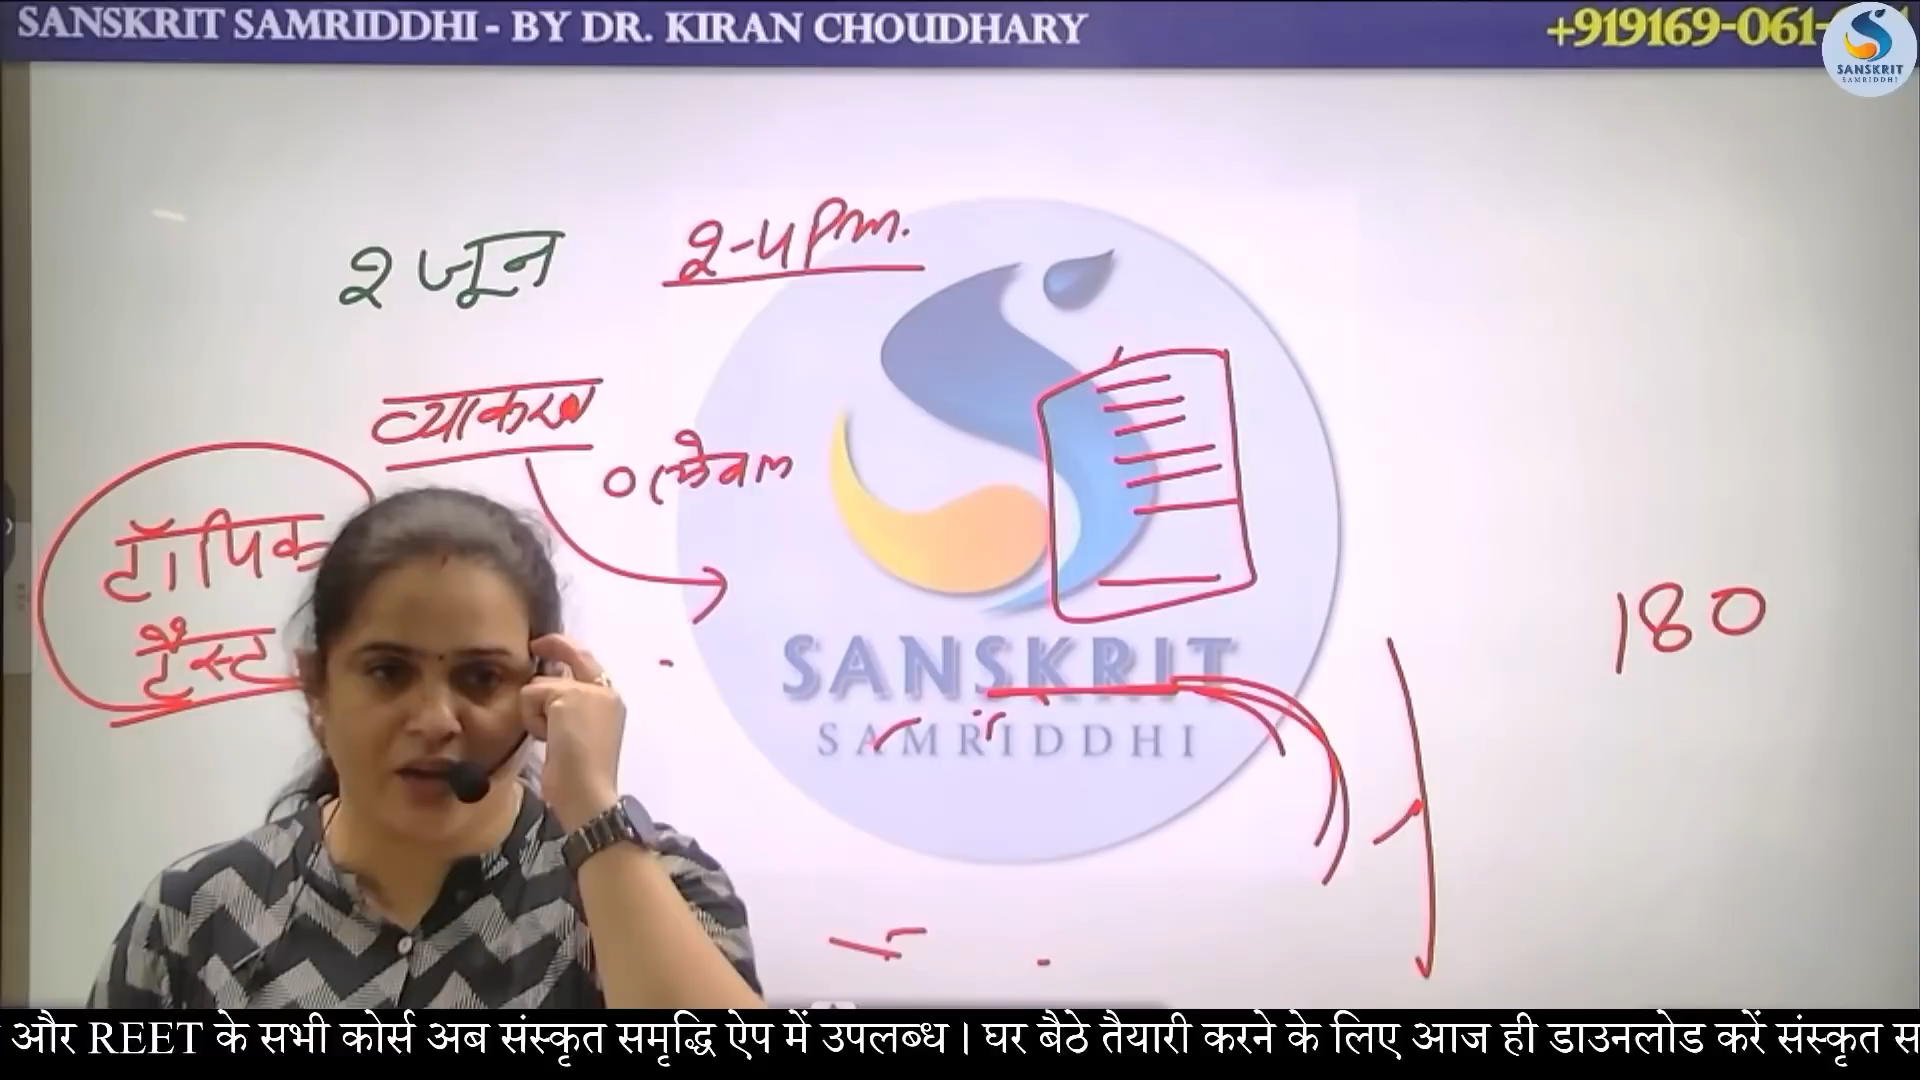 SANSKRIT SAMRIDDHI - BY DR. KIRAN CHOUDHARY
+919169-061-
SANSKRIT
SAMRIDDHI
२ जून
2-4 Pm.
व्याकरण
टॉपिक
टैस्ट
180
SANSKRIT
SAMRIDDHI
और REET के सभी कोर्स अब संस्कृत समृद्धि ऐप में उपलब्ध । घर बैठे तैयारी करने के लिए आज ही डाउनलोड करें संस्कृत स